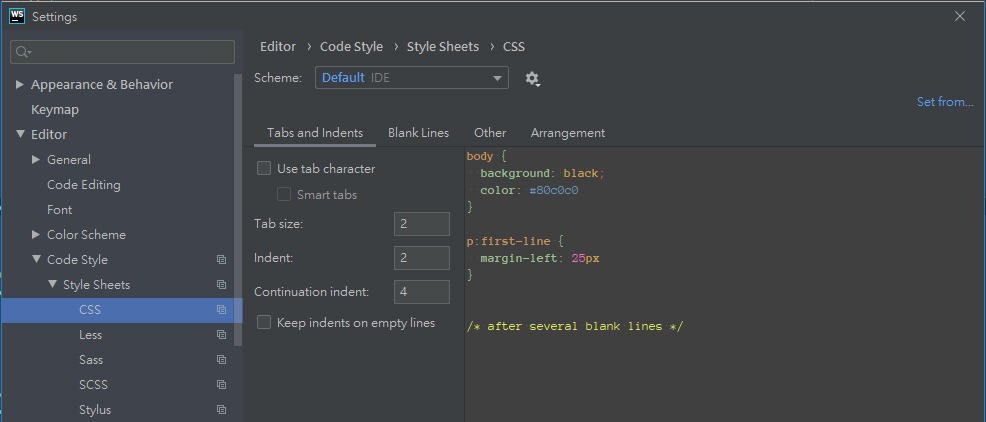 WS Settings
Editor › Code Style › Style Sheets › CSS
Scheme: Default IDE
Set from...
Appearance & Behavior
Keymap
Editor
General
Code Editing
Font
Color Scheme
Code Style
Style Sheets
CSS
Less
Sass
SCSS
Stylus
Tabs and Indents Blank Lines Other Arrangement
Use tab character
Smart tabs
Tab size: 2
Indent: 2
Continuation indent: 4
Keep indents on empty lines
body {
  background: black;
  color: #80c0c0
}
p:first-line {
  margin-left: 25px
}
/* after several blank lines */